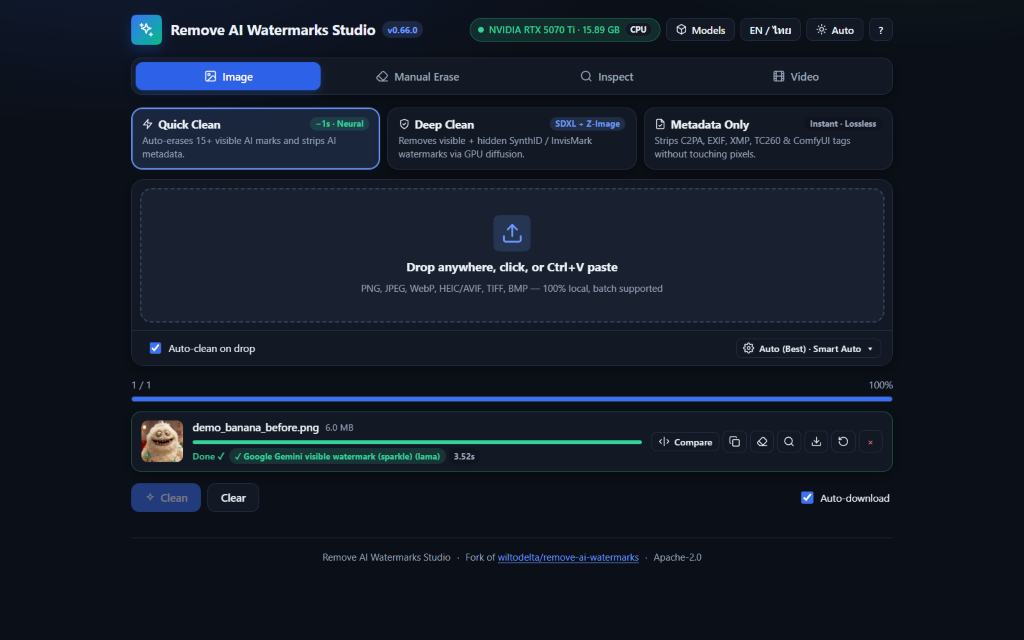 Remove AI Watermarks Studio v0.66.0 NVIDIA RTX 5070 Ti · 15.89 GB CPU Models EN / ไทย Auto ?
Image Manual Erase Inspect Video
Quick Clean ~1s · Neural
Auto-erases 15+ visible AI marks and strips AI
metadata.
Deep Clean SDXL + Z-Image
Removes visible + hidden SynthID / InvisMark
watermarks via GPU diffusion.
Metadata Only Instant · Lossless
Strips C2PA, EXIF, XMP, TC260 & ComfyUI tags
without touching pixels.
Drop anywhere, click, or Ctrl+V paste
PNG, JPEG, WebP, HEIC/AVIF, TIFF, BMP — 100% local, batch supported
Auto-clean on drop Auto (Best) · Smart Auto
1 / 1 100%
demo_banana_before.png 6.0 MB
Compare
Done ✓ ✓ Google Gemini visible watermark (sparkle) (lama) 3.52s
Clean Clear Auto-download
Remove AI Watermarks Studio · Fork of wiltodelta/remove-ai-watermarks · Apache-2.0